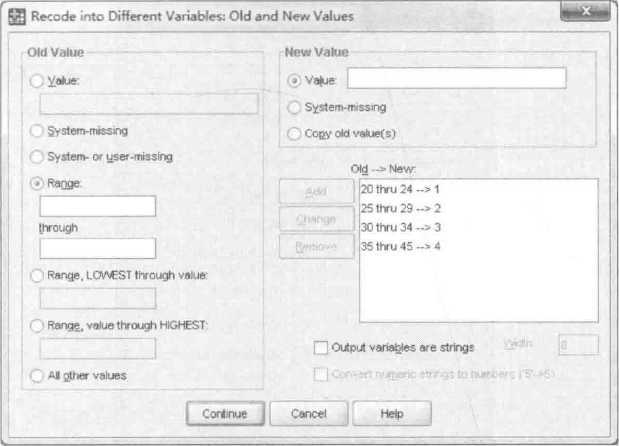 Recode into Different Variables: Old and New Values
Old Value
Value:
System-missing
System- or user-missing
Range:
through
Range, LOWEST through value:
Range, value through HIGHEST:
All other values
New Value
Value:
System-missing
Copy old value(s)
Old --> New:
Add
Change
Remove
20 thru 24 --> 1
25 thru 29 --> 2
30 thru 34 --> 3
35 thru 45 --> 4
Output variables are strings
Width:
8
Convert numeric strings to numbers ('5'->5)
Continue
Cancel
Help